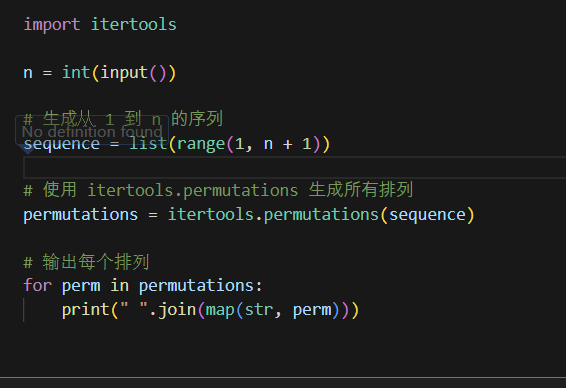 import itertools
n = int(input())
# 生成从 1 到 n 的序列
No definition found
sequence = list(range(1, n + 1))
# 使用 itertools.permutations 生成所有排列
permutations = itertools.permutations(sequence)
# 输出每个排列
for perm in permutations:
    print(" ".join(map(str, perm)))